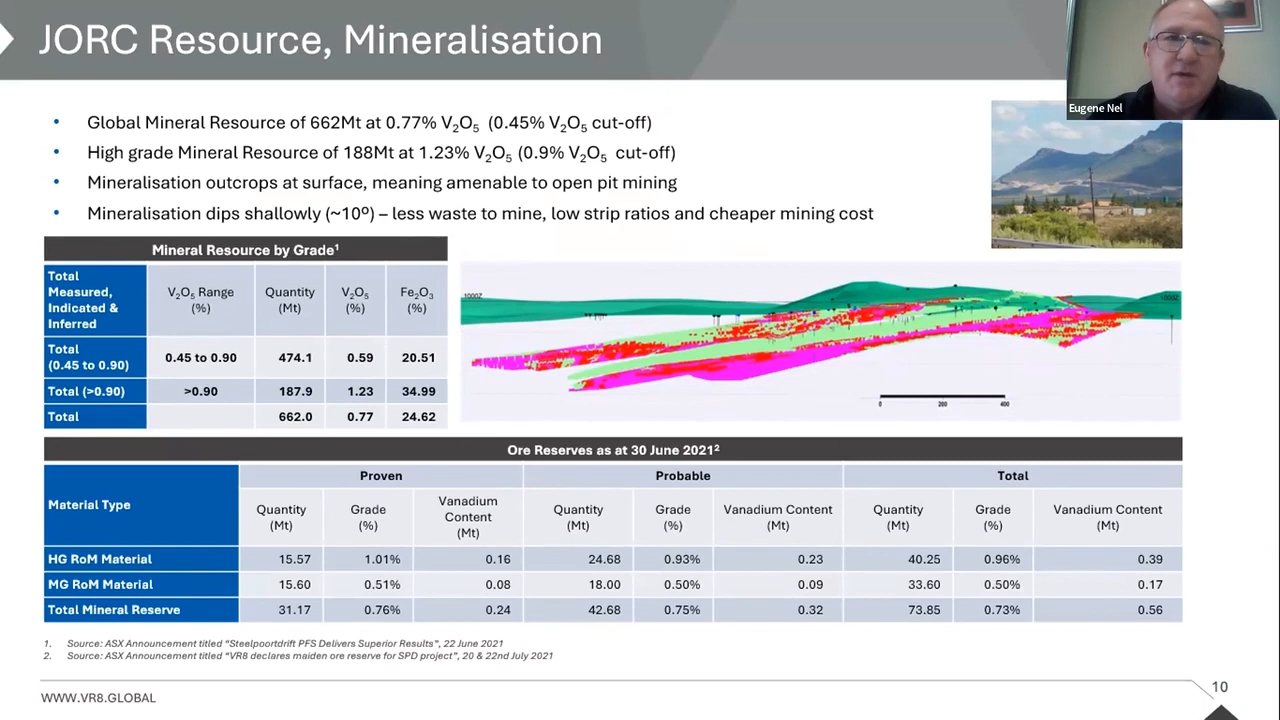 JORC Resource, Mineralisation
Eugene Nel
• Global Mineral Resource of 662Mt at 0.77% V₂O₅ (0.45% V₂O₅ cut-off)
• High grade Mineral Resource of 188Mt at 1.23% V₂O₅ (0.9% V₂O₅ cut-off)
• Mineralisation outcrops at surface, meaning amenable to open pit mining
• Mineralisation dips shallowly (~10º) – less waste to mine, low strip ratios and cheaper mining cost
Mineral Resource by Grade¹
Total Measured, Indicated & Inferred V₂O₅ Range (%) Quantity (Mt) V₂O₅ (%) Fe₂O₃ (%)
Total (0.45 to 0.90) 0.45 to 0.90 474.1 0.59 20.51
Total (>0.90) >0.90 187.9 1.23 34.99
Total 662.0 0.77 24.62
1000Z 1000Z
0 200 400
Ore Reserves as at 30 June 2021²
Material Type Proven Probable Total
Quantity (Mt) Grade (%) Vanadium Content (Mt) Quantity (Mt) Grade (%) Vanadium Content (Mt) Quantity (Mt) Grade (%) Vanadium Content (Mt)
HG RoM Material 15.57 1.01% 0.16 24.68 0.93% 0.23 40.25 0.96% 0.39
MG RoM Material 15.60 0.51% 0.08 18.00 0.50% 0.09 33.60 0.50% 0.17
Total Mineral Reserve 31.17 0.76% 0.24 42.68 0.75% 0.32 73.85 0.73% 0.56
1. Source: ASX Announcement titled “Steelpoortdrift PFS Delivers Superior Results”, 22 June 2021
2. Source: ASX Announcement titled “VR8 declares maiden ore reserve for SPD project”, 20 & 22nd July 2021
WWW.VR8.GLOBAL
10